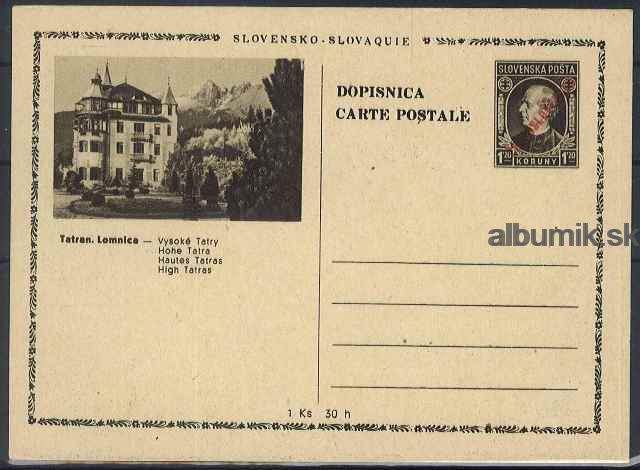 SLOVENSKO - SLOVAQUIE
DOPISNICA
CARTE POSTALE
SLOVENSKÁ POŠTA
1'20 KORUNY 1'20
Tatran. Lomnica — Vysoké Tatry
Hohe Tatra
Hautes Tatras
High Tatras
albumik.sk
1 Ks 30 h